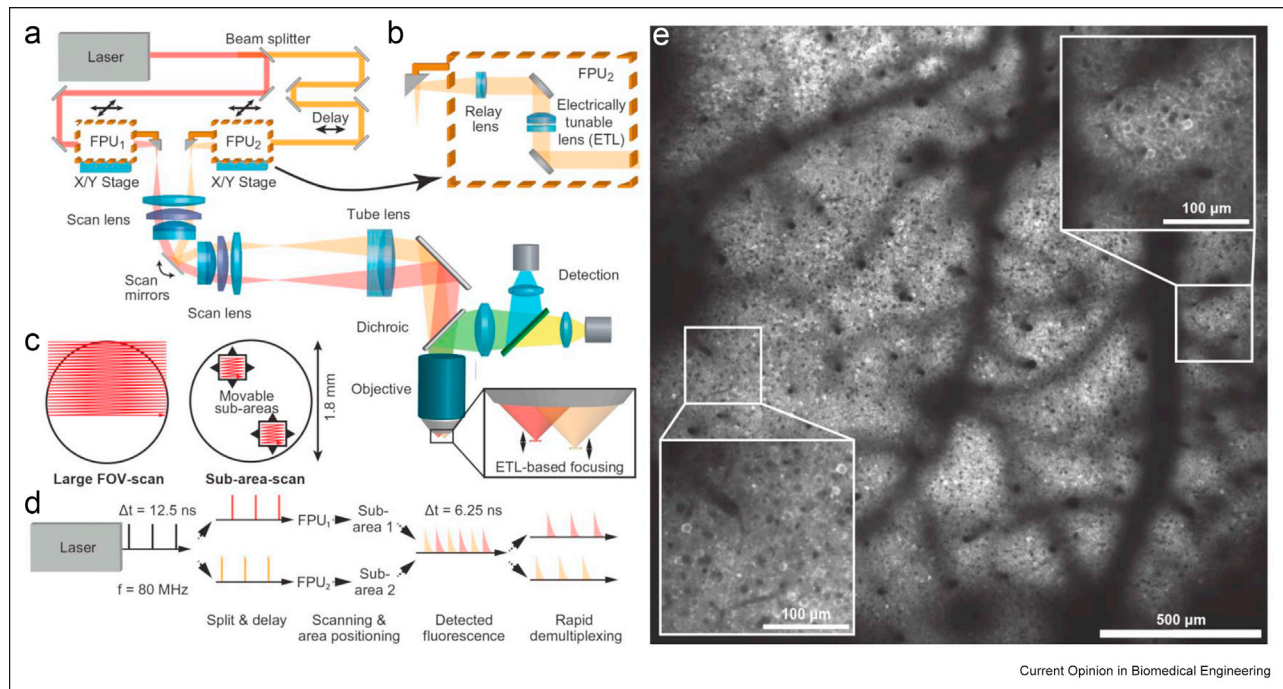 a
Laser
Beam splitter
FPU1
FPU2
Delay
X/Y Stage
X/Y Stage
Scan lens
Scan
mirrors
Scan lens
Tube lens
Dichroic
Detection
Objective
ETL-based focusing
b
FPU2
Relay
lens
Electrically
tunable
lens (ETL)
c
Movable
sub-areas
1.8 mm
Large FOV-scan
Sub-area-scan
d
Laser
Δt = 12.5 ns
f = 80 MHz
FPU1
Sub-
area 1
FPU2
Sub-
area 2
Δt = 6.25 ns
Split & delay
Scanning &
area positioning
Detected
fluorescence
Rapid
demultiplexing
e
100 µm
100 µm
500 µm
Current Opinion in Biomedical Engineering